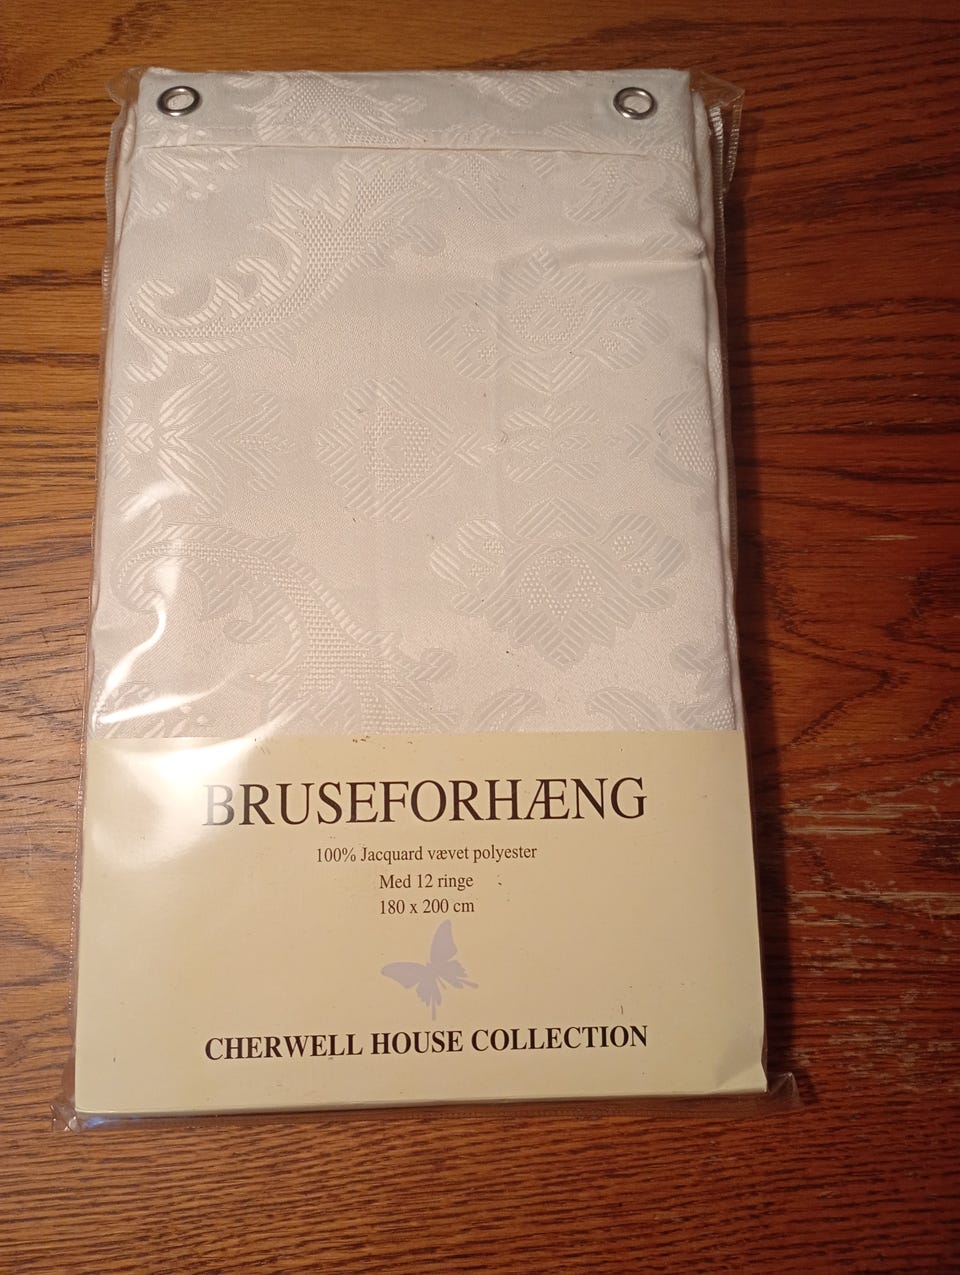 BRUSEFORHÆNG
100% Jacquard vævet polyester
Med 12 ringe
180 x 200 cm
CHERWELL HOUSE COLLECTION